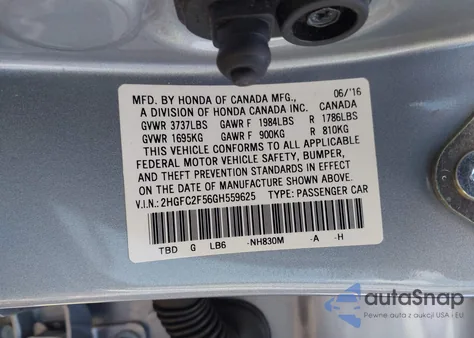 MFD. BY HONDA OF CANADA MFG., 06/'16
A DIVISION OF HONDA CANADA INC. CANADA
GVWR 3737LBS GAWR F 1984LBS R 1786LBS
GVWR 1695KG GAWR F 900KG R 810KG
THIS VEHICLE CONFORMS TO ALL APPLICABLE
FEDERAL MOTOR VEHICLE SAFETY, BUMPER,
AND THEFT PREVENTION STANDARDS IN EFFECT
ON THE DATE OF MANUFACTURE SHOWN ABOVE.
V.I.N.: 2HGFC2F56GH559625 TYPE: PASSENGER CAR
TBD G LB6 -NH830M -A -H
autoSnap
Pewne auta z aukcji USA i EU